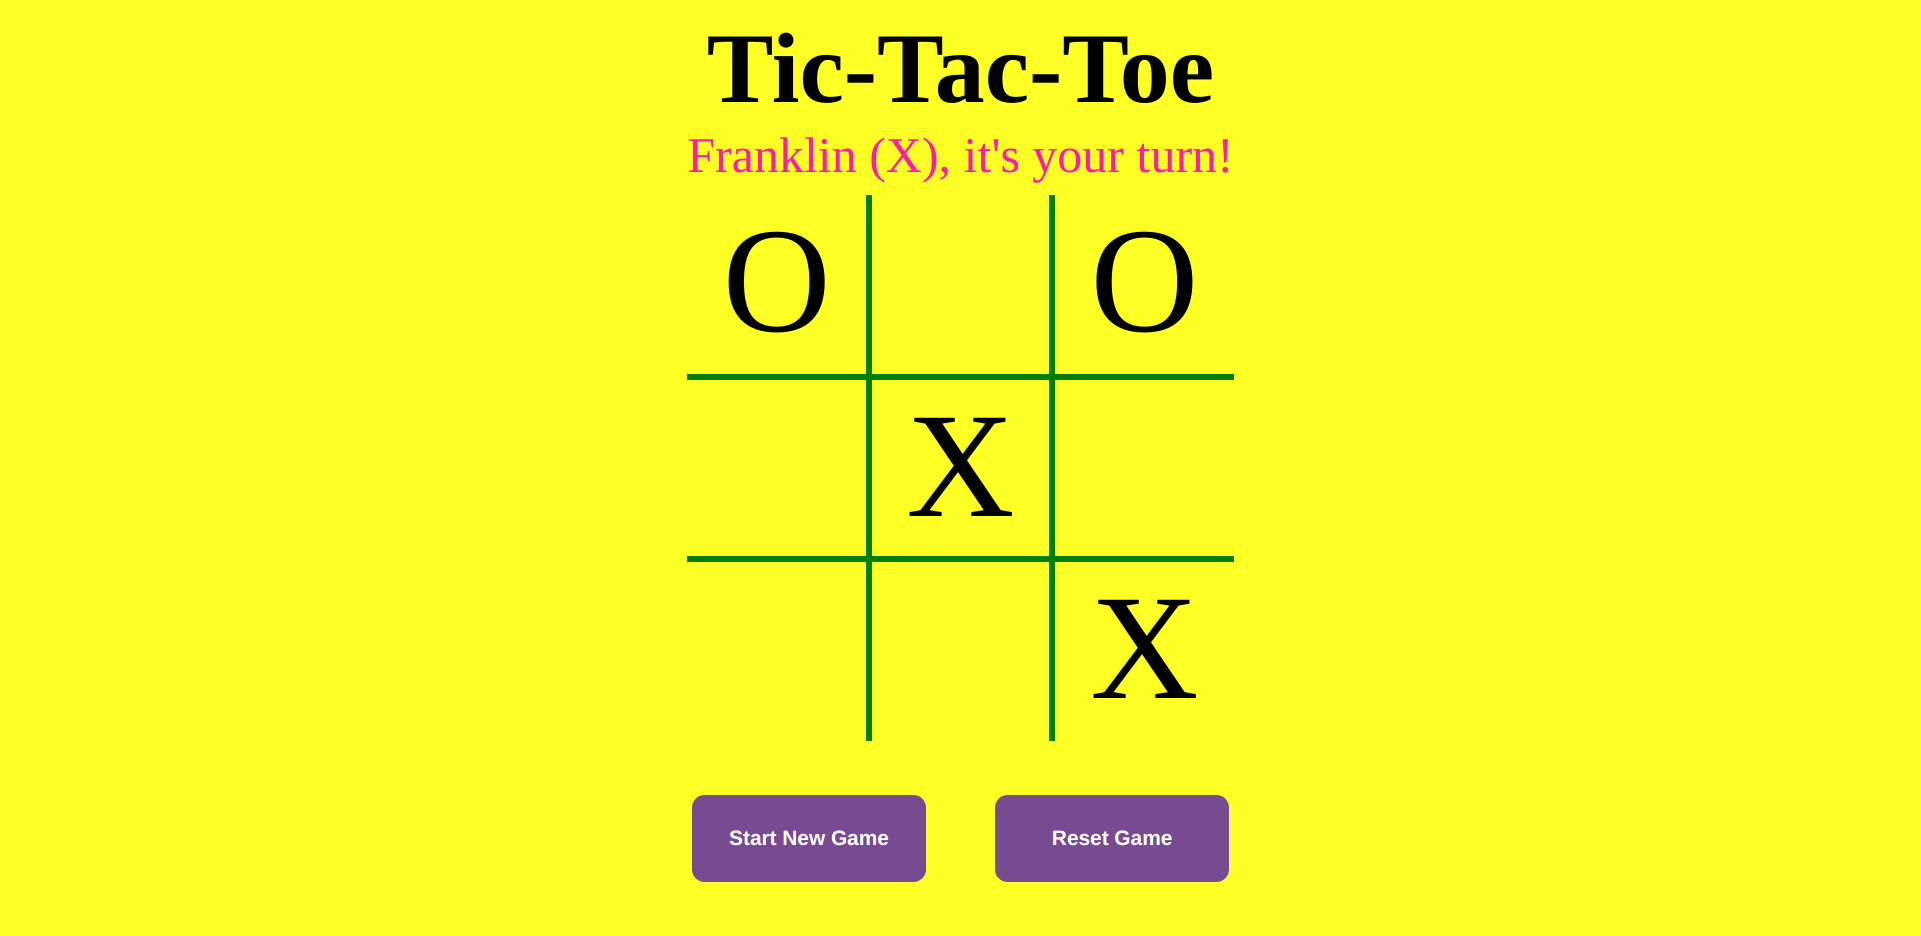 Tic-Tac-Toe
Franklin (X), it's your turn!
O O
X
X
Start New Game Reset Game